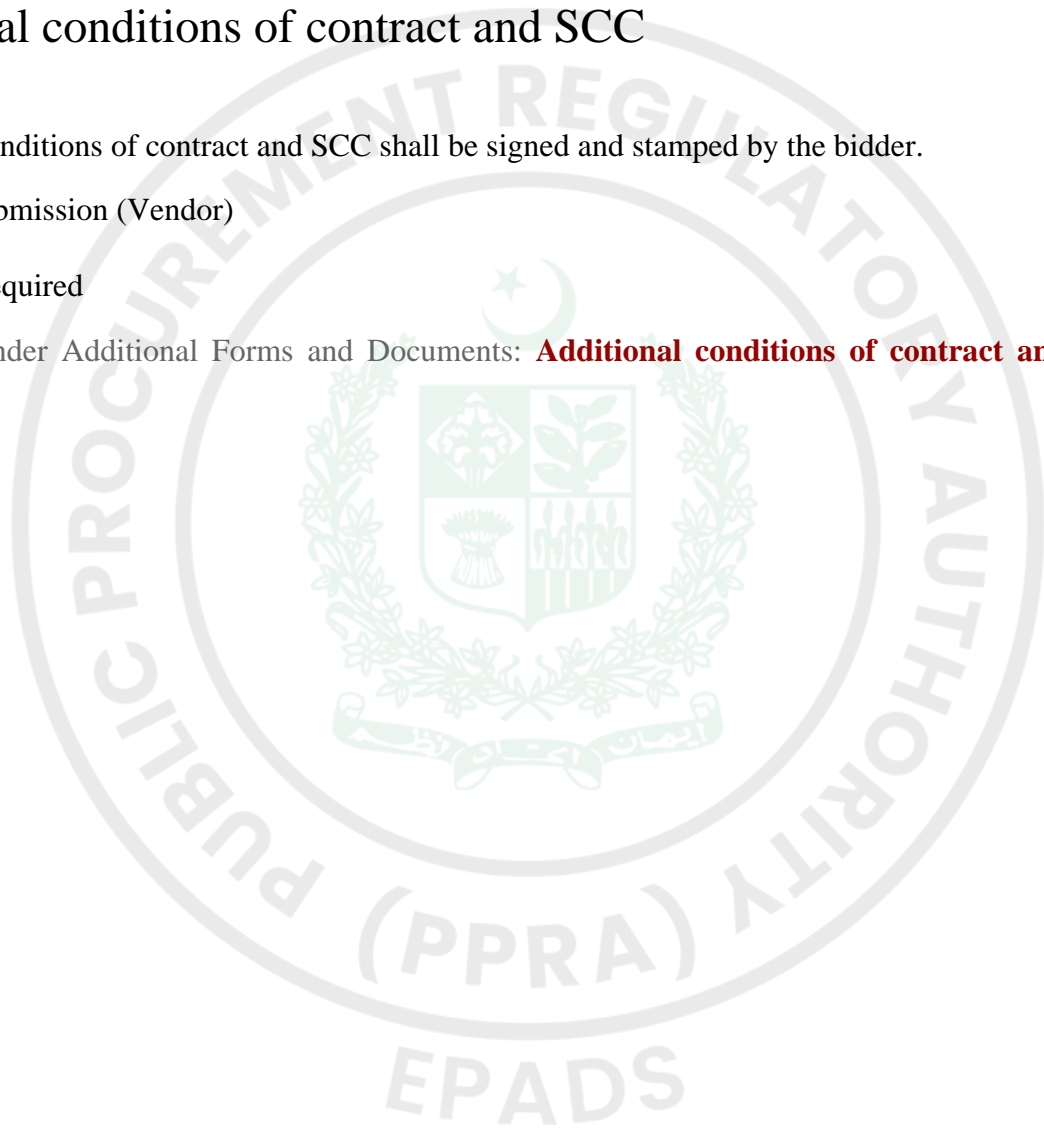 al conditions of contract and SCC
nditions of contract and SCC shall be signed and stamped by the bidder.
mission (Vendor)
quired
nder Additional Forms and Documents: Additional conditions of contract an
PUBLIC PROCUREMENT REGULATORY AUTHORITY
(PPRA)
EPADS